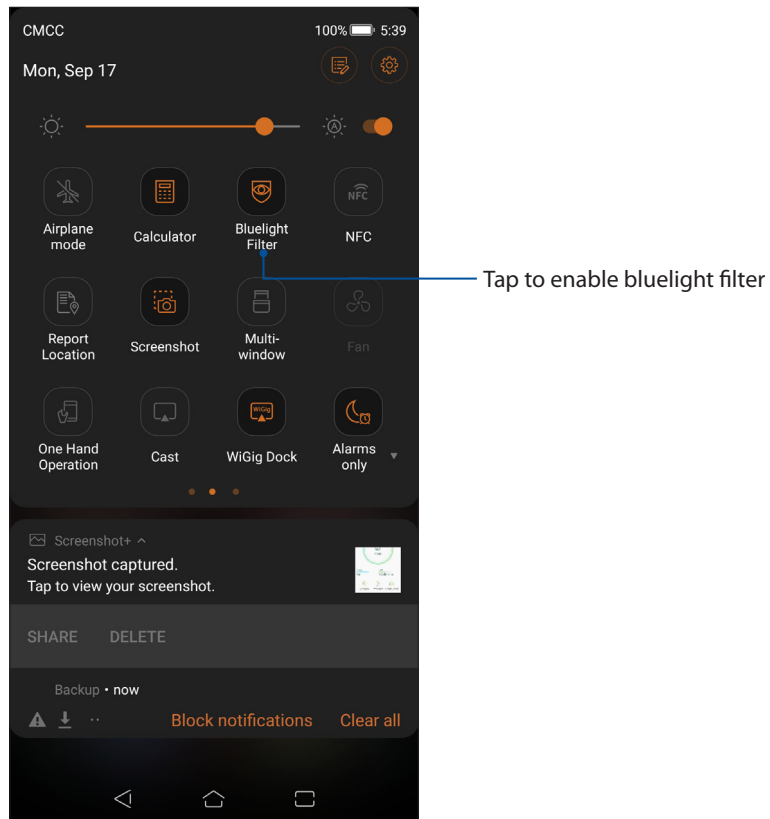 CMCC
100% 5:39
Mon, Sep 17
A
NFC
Airplane
mode
Calculator
Bluelight
Filter
NFC
Tap to enable bluelight filter
Report
Location
Screenshot
Multi-
window
Fan
WiGig
One Hand
Operation
Cast
WiGig Dock
Alarms
only
Screenshot+
Screenshot captured.
Tap to view your screenshot.
SHARE DELETE
Backup • now
Block notifications Clear all